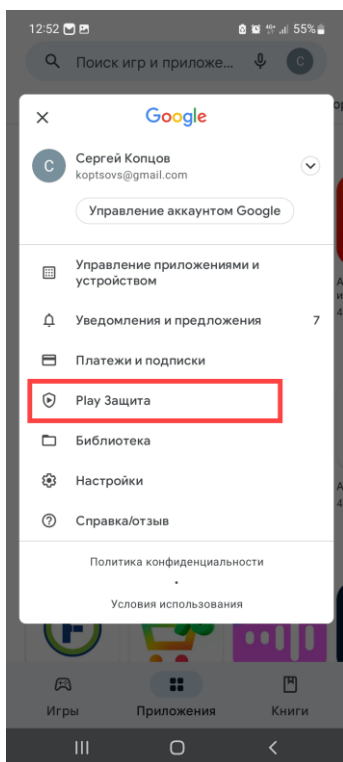 12:52
55%
Поиск игр и приложе...
C
Google
C
Сергей Копцов
koptsovs@gmail.com
Управление аккаунтом Google
Управление приложениями и
устройством
Уведомления и предложения 7
Платежи и подписки
Play Защита
Библиотека
Настройки
Справка/отзыв
Политика конфиденциальности
·
Условия использования
Игры
Приложения
Книги